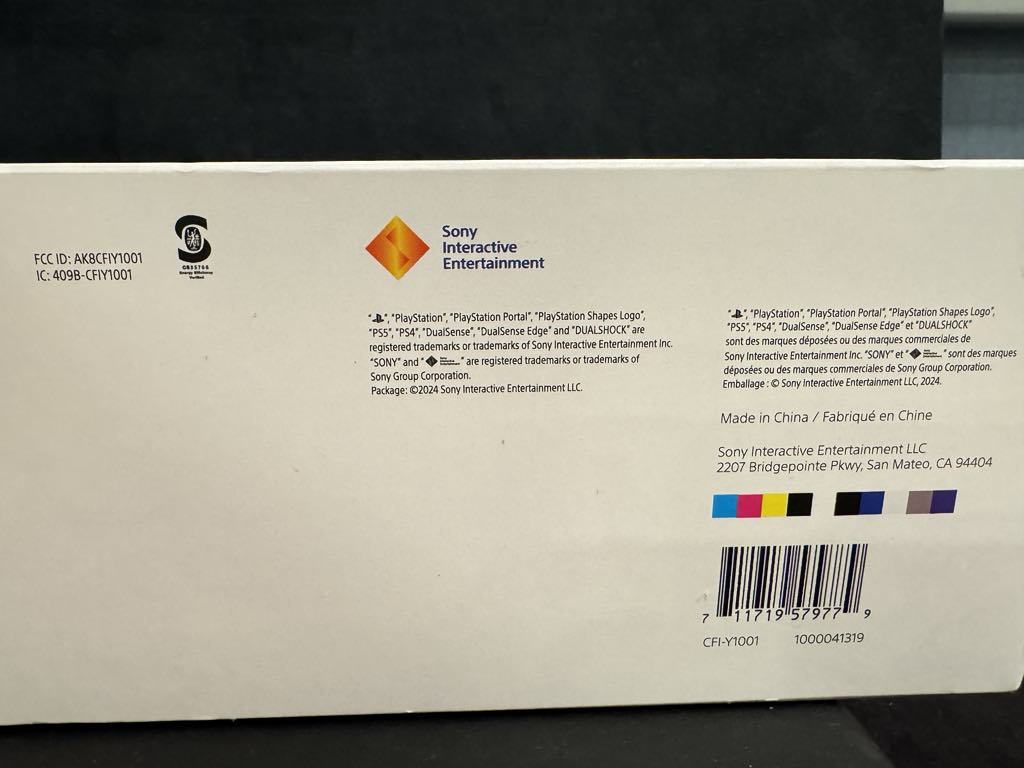 FCC ID: AK8CFIY1001
IC: 409B-CFIY1001
Energy Efficiency
Verified
Sony
Interactive
Entertainment
" ", "PlayStation", "PlayStation Portal", "PlayStation Shapes Logo",
"PS5", "PS4", "DualSense", "DualSense Edge" and "DUALSHOCK" are
registered trademarks or trademarks of Sony Interactive Entertainment Inc.
"SONY" and " " are registered trademarks or trademarks of
Sony Group Corporation.
Package: ©2024 Sony Interactive Entertainment LLC.
" ", "PlayStation", "PlayStation Portal", "PlayStation Shapes Logo",
"PS5", "PS4", "DualSense", "DualSense Edge" et "DUALSHOCK"
sont des marques déposées ou des marques commerciales de
Sony Interactive Entertainment Inc. "SONY" et " " sont des marques
déposées ou des marques commerciales de Sony Group Corporation.
Emballage : © Sony Interactive Entertainment LLC, 2024.
Made in China / Fabriqué en Chine
Sony Interactive Entertainment LLC
2207 Bridgepointe Pkwy, San Mateo, CA 94404
7 11719 57977 9
CFI-Y1001 1000041319